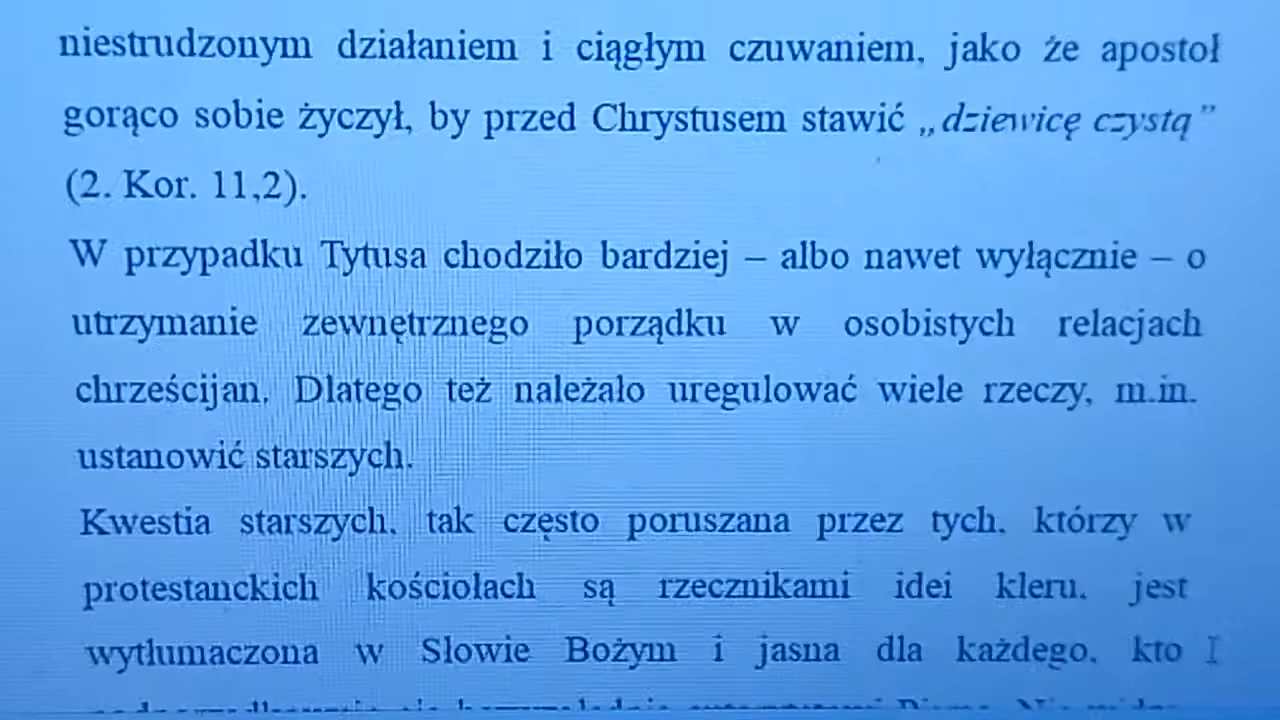 niestrudzonym działaniem i ciągłym czuwaniem, jako że apostoł
gorąco sobie życzył, by przed Chrystusem stawić „dziewicę czystą”
(2. Kor. 11,2).
W przypadku Tytusa chodziło bardziej – albo nawet wyłącznie – o
utrzymanie zewnętrznego porządku w osobistych relacjach
chrześcijan. Dlatego też należało uregulować wiele rzeczy, m.in.
ustanowić starszych.
Kwestia starszych, tak często poruszana przez tych, którzy w
protestanckich kościołach są rzecznikami idei kleru, jest
wytłumaczona w Słowie Bożym i jasna dla każdego, kto